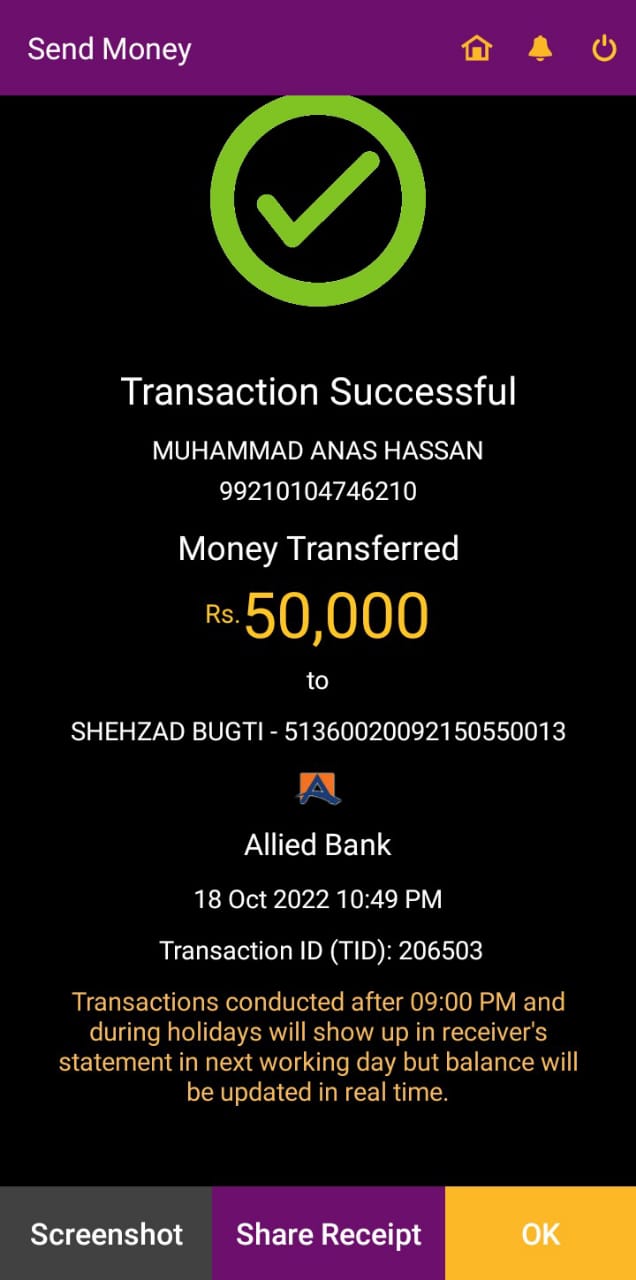 Send Money
Transaction Successful
MUHAMMAD ANAS HASSAN
99210104746210
Money Transferred
Rs. 50,000
to
SHEHZAD BUGTI - 51360020092150550013
Allied Bank
18 Oct 2022 10:49 PM
Transaction ID (TID): 206503
Transactions conducted after 09:00 PM and
during holidays will show up in receiver's
statement in next working day but balance will
be updated in real time.
Screenshot Share Receipt OK